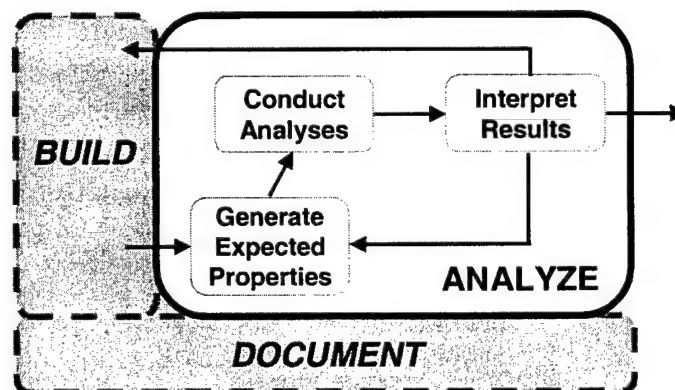 Conduct
Analyses
Interpret
Results
BUILD
Generate
Expected
Properties
ANALYZE
DOCUMENT